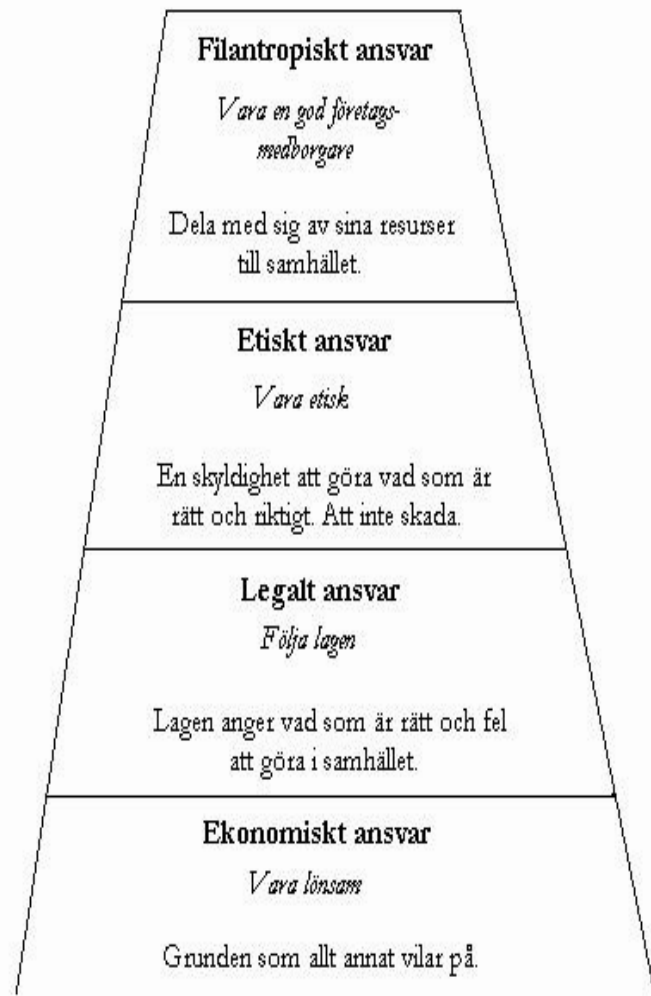 Filantropiskt ansvar
Vara en god företags-
medborgare
Dela med sig av sina resurser
till samhället.
Etiskt ansvar
Vara etisk
En skyldighet att göra vad som är
rätt och riktigt. Att inte skada.
Legalt ansvar
Följa lagen
Lagen anger vad som är rätt och fel
att göra i samhället.
Ekonomiskt ansvar
Vara lönsam
Grunden som allt annat vilar på.